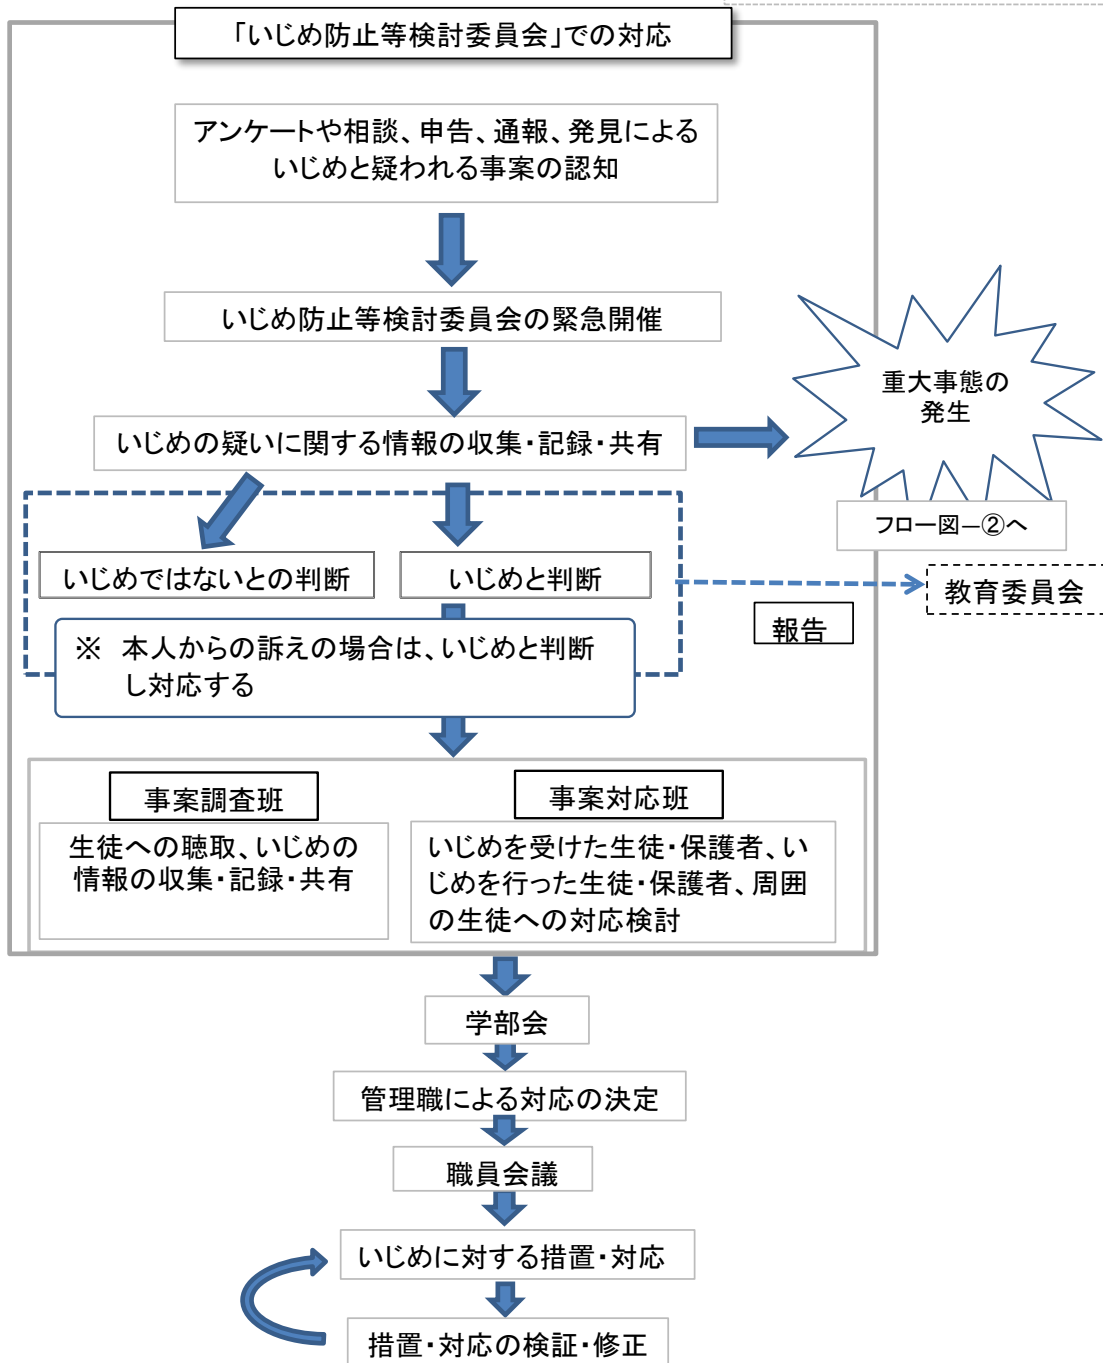 「いじめ防止等検討委員会」での対応
アンケートや相談、申告、通報、発見による
いじめと疑われる事案の認知
いじめ防止等検討委員会の緊急開催
いじめの疑いに関する情報の収集・記録・共有
重大事態の
発生
フロー図―②へ
いじめではないとの判断
いじめと判断
教育委員会
報告
※ 本人からの訴えの場合は、いじめと判断
し対応する
事案調査班
生徒への聴取、いじめの
情報の収集・記録・共有
事案対応班
いじめを受けた生徒・保護者、い
じめを行った生徒・保護者、周囲
の生徒への対応検討
学部会
管理職による対応の決定
職員会議
いじめに対する措置・対応
措置・対応の検証・修正